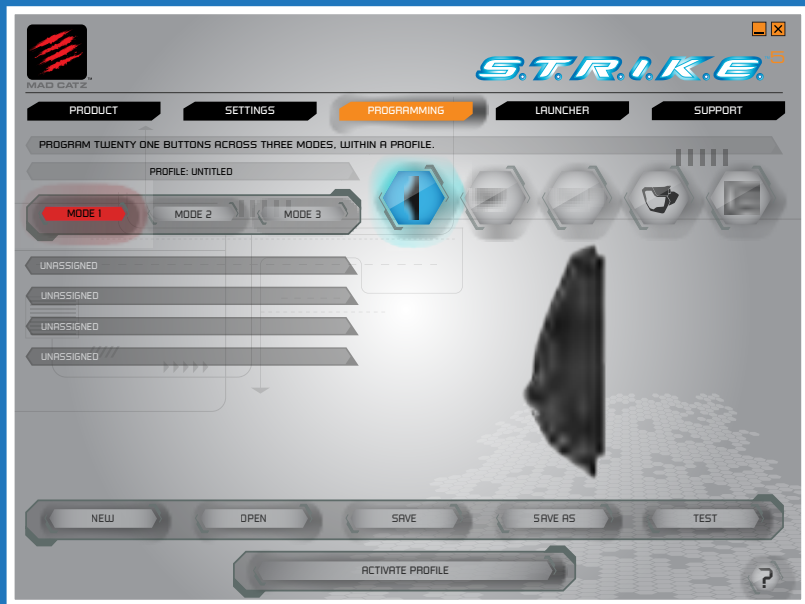 MAD CATZ™
S.T.R.I.K.E.
PRODUCT SETTINGS PROGRAMMING LAUNCHER SUPPORT
PROGRAM TWENTY ONE BUTTONS ACROSS THREE MODES, WITHIN A PROFILE.
PROFILE: UNTITLED
MODE 1 MODE 2 MODE 3
UNASSIGNED
UNASSIGNED
UNASSIGNED
UNASSIGNED
NEW OPEN SAVE SAVE AS TEST
ACTIVATE PROFILE
?